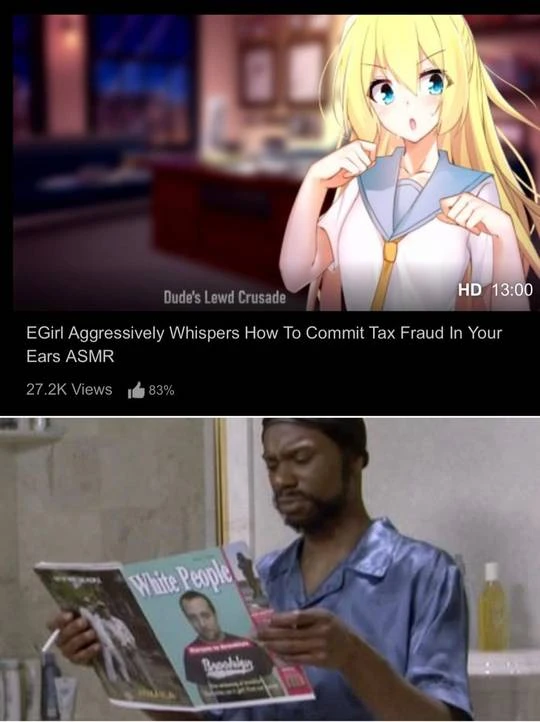 Dude's Lewd Crusade
HD 13:00
EGirl Aggressively Whispers How To Commit Tax Fraud In Your
Ears ASMR
27.2K Views 83%
White People
Brooklyn